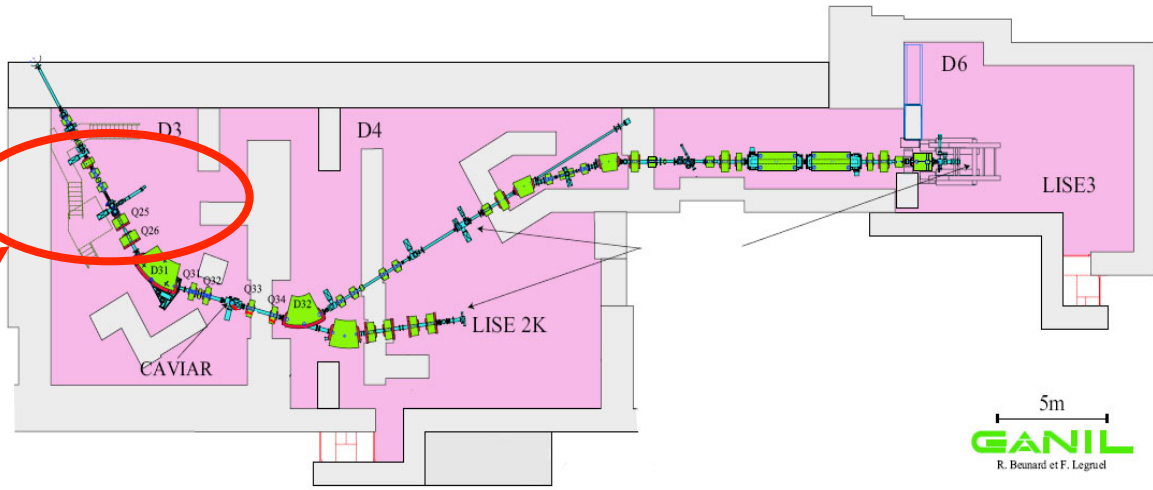 D6
D3
D4
LISE3
Q25
Q26
D31
Q31
Q32
Q33
Q34
D32
LISE 2K
CAVIAR
5m
GANIL
R. Beunard et F. Legruel